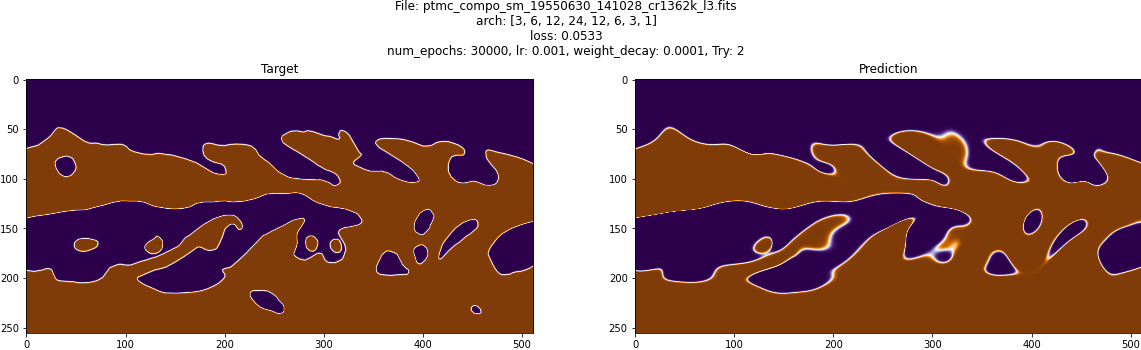 File: ptmc_compo_sm_19550630_141028_cr1362k_l3.fits
arch: [3, 6, 12, 24, 12, 6, 3, 1]
loss: 0.0533
num_epochs: 30000, lr: 0.001, weight_decay: 0.0001, Try: 2
Target
0
50
100
150
200
250
0 100 200 300 400 500
Prediction
0
50
100
150
200
250
0 100 200 300 400 500